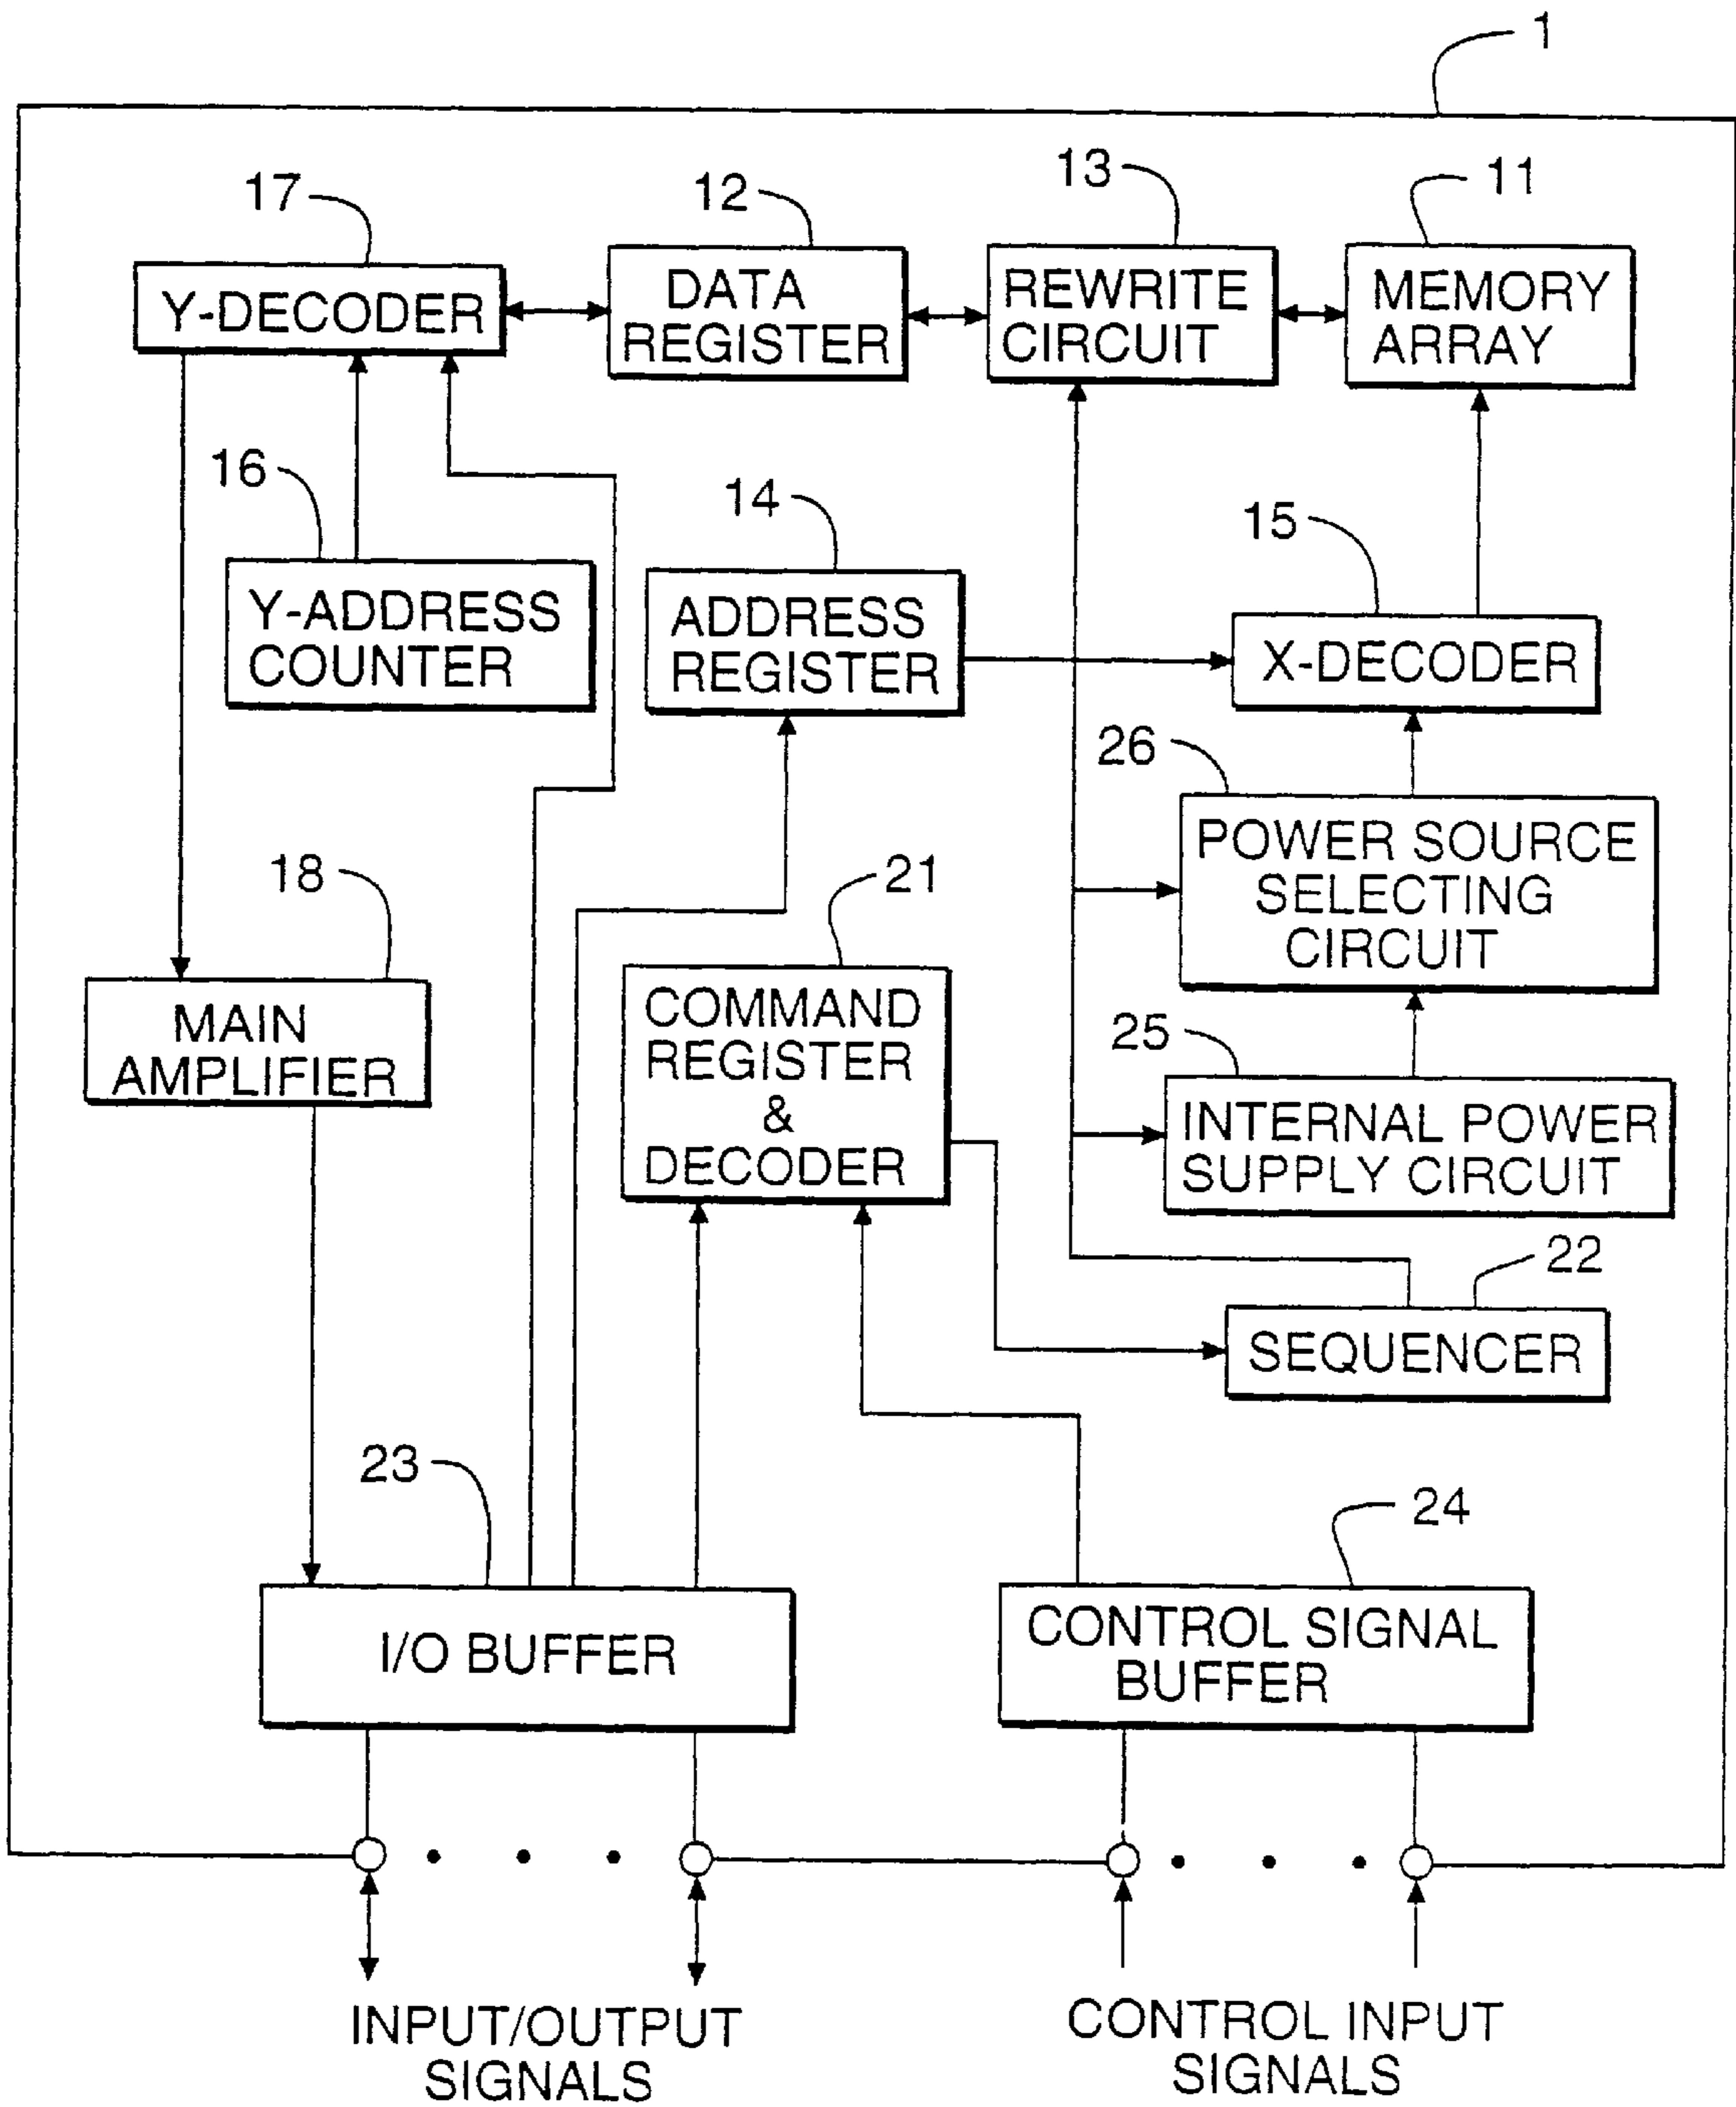 1
17
12
13
11
Y-DECODER
DATA
REGISTER
REWRITE
CIRCUIT
MEMORY
ARRAY
16
14
15
Y-ADDRESS
COUNTER
ADDRESS
REGISTER
X-DECODER
26
POWER SOURCE
SELECTING
CIRCUIT
18
21
MAIN
AMPLIFIER
COMMAND
REGISTER
&
DECODER
25
INTERNAL POWER
SUPPLY CIRCUIT
22
SEQUENCER
23
24
I/O BUFFER
CONTROL SIGNAL
BUFFER
INPUT/OUTPUT
SIGNALS
CONTROL INPUT
SIGNALS